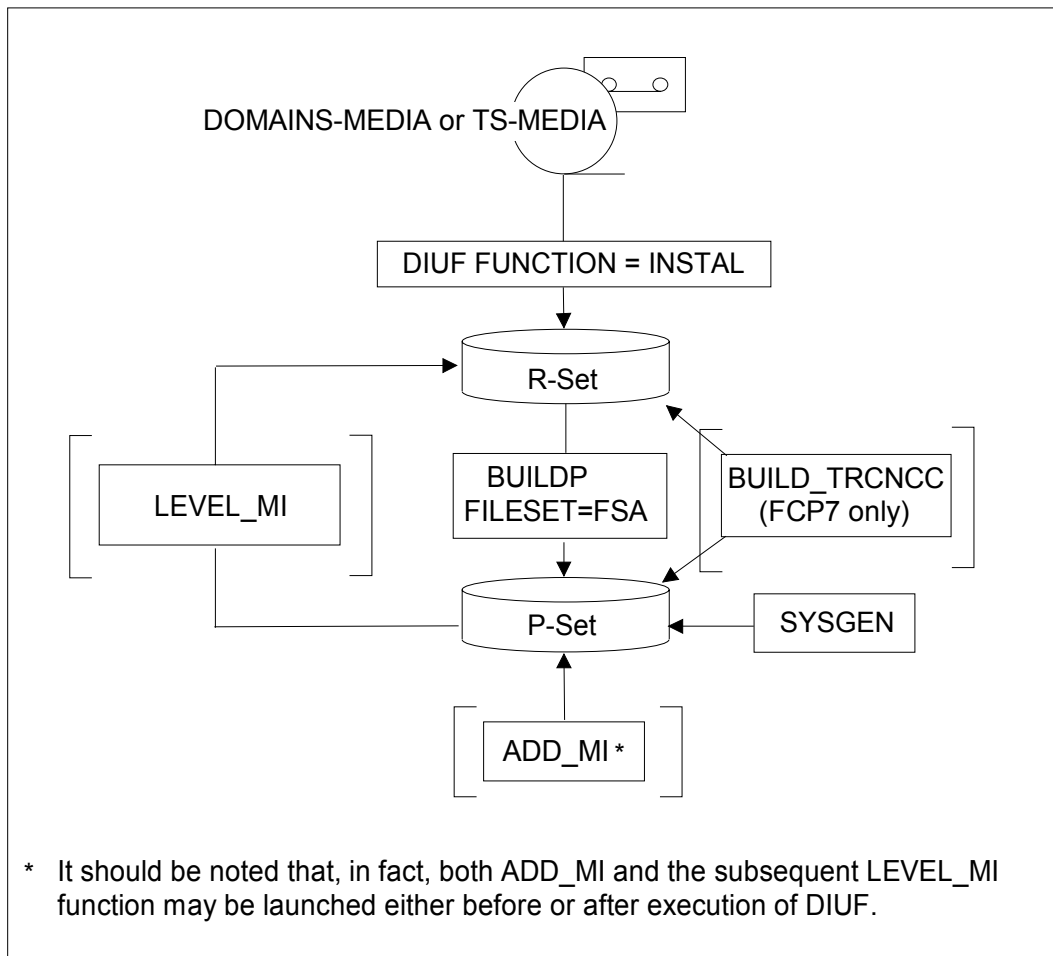 DOMAINS-MEDIA or TS-MEDIA
DIUF FUNCTION = INSTAL
R-Set
LEVEL_MI
BUILDP
FILESET=FSA
BUILD_TRCNCC
(FCP7 only)
P-Set
SYSGEN
ADD_MI *
* It should be noted that, in fact, both ADD_MI and the subsequent LEVEL_MI
function may be launched either before or after execution of DIUF.